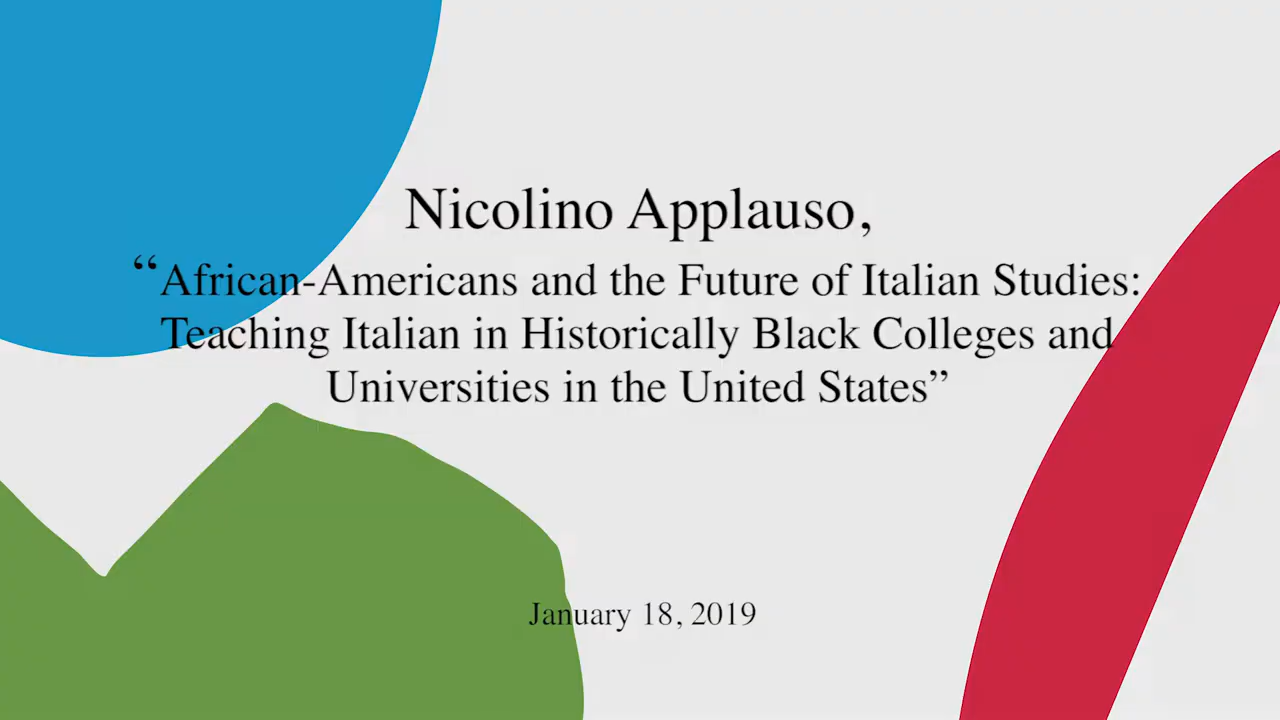 Nicolino Applauso,
“African-Americans and the Future of Italian Studies:
Teaching Italian in Historically Black Colleges and
Universities in the United States”
January 18, 2019